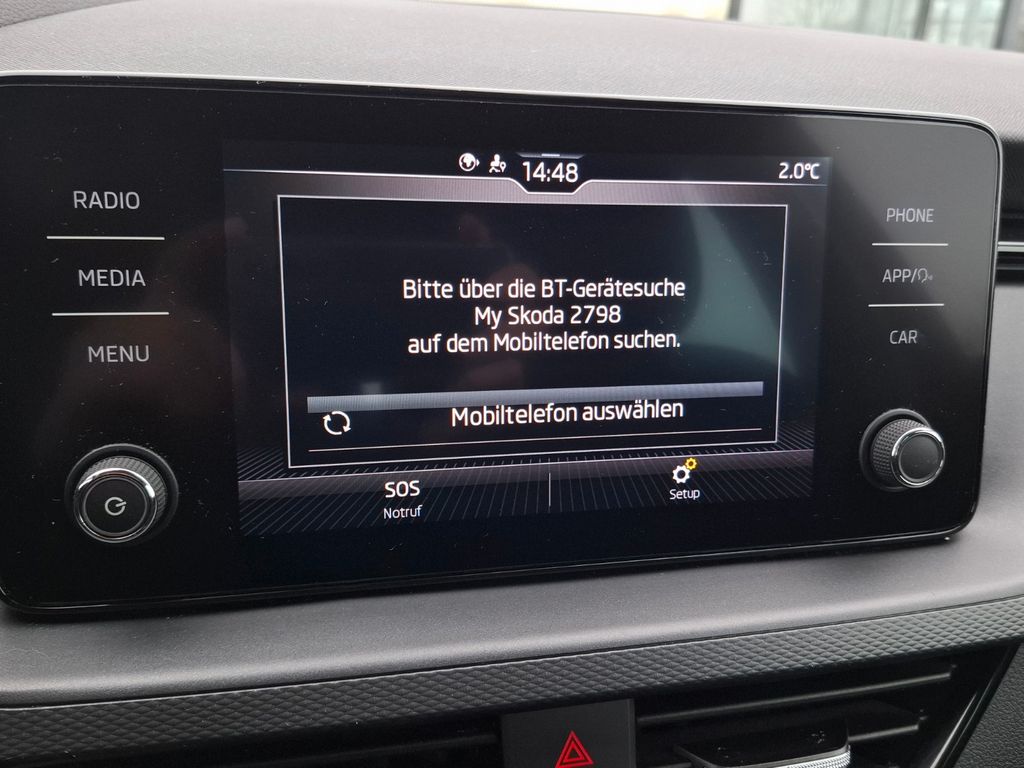 14:48
2.0°C
RADIO
MEDIA
MENU
PHONE
APP/
CAR
Bitte über die BT-Gerätesuche
My Skoda 2798
auf dem Mobiltelefon suchen.
Mobiltelefon auswählen
SOS
Notruf
Setup